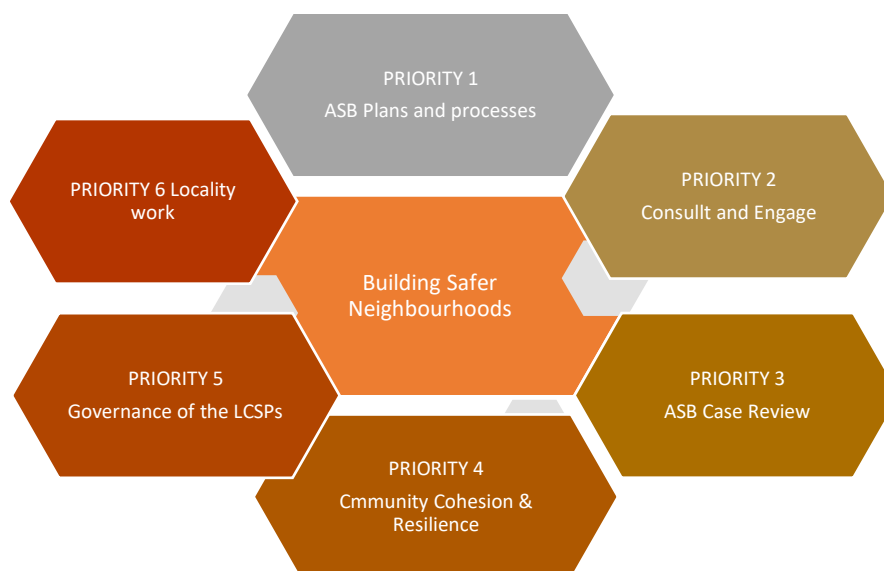 PRIORITY 1
ASB Plans and processes
PRIORITY 2
Consullt and Engage
PRIORITY 3
ASB Case Review
PRIORITY 4
Cmmunity Cohesion &
Resilience
PRIORITY 5
Governance of the LCSPs
PRIORITY 6 Locality
work
Building Safer
Neighbourhoods